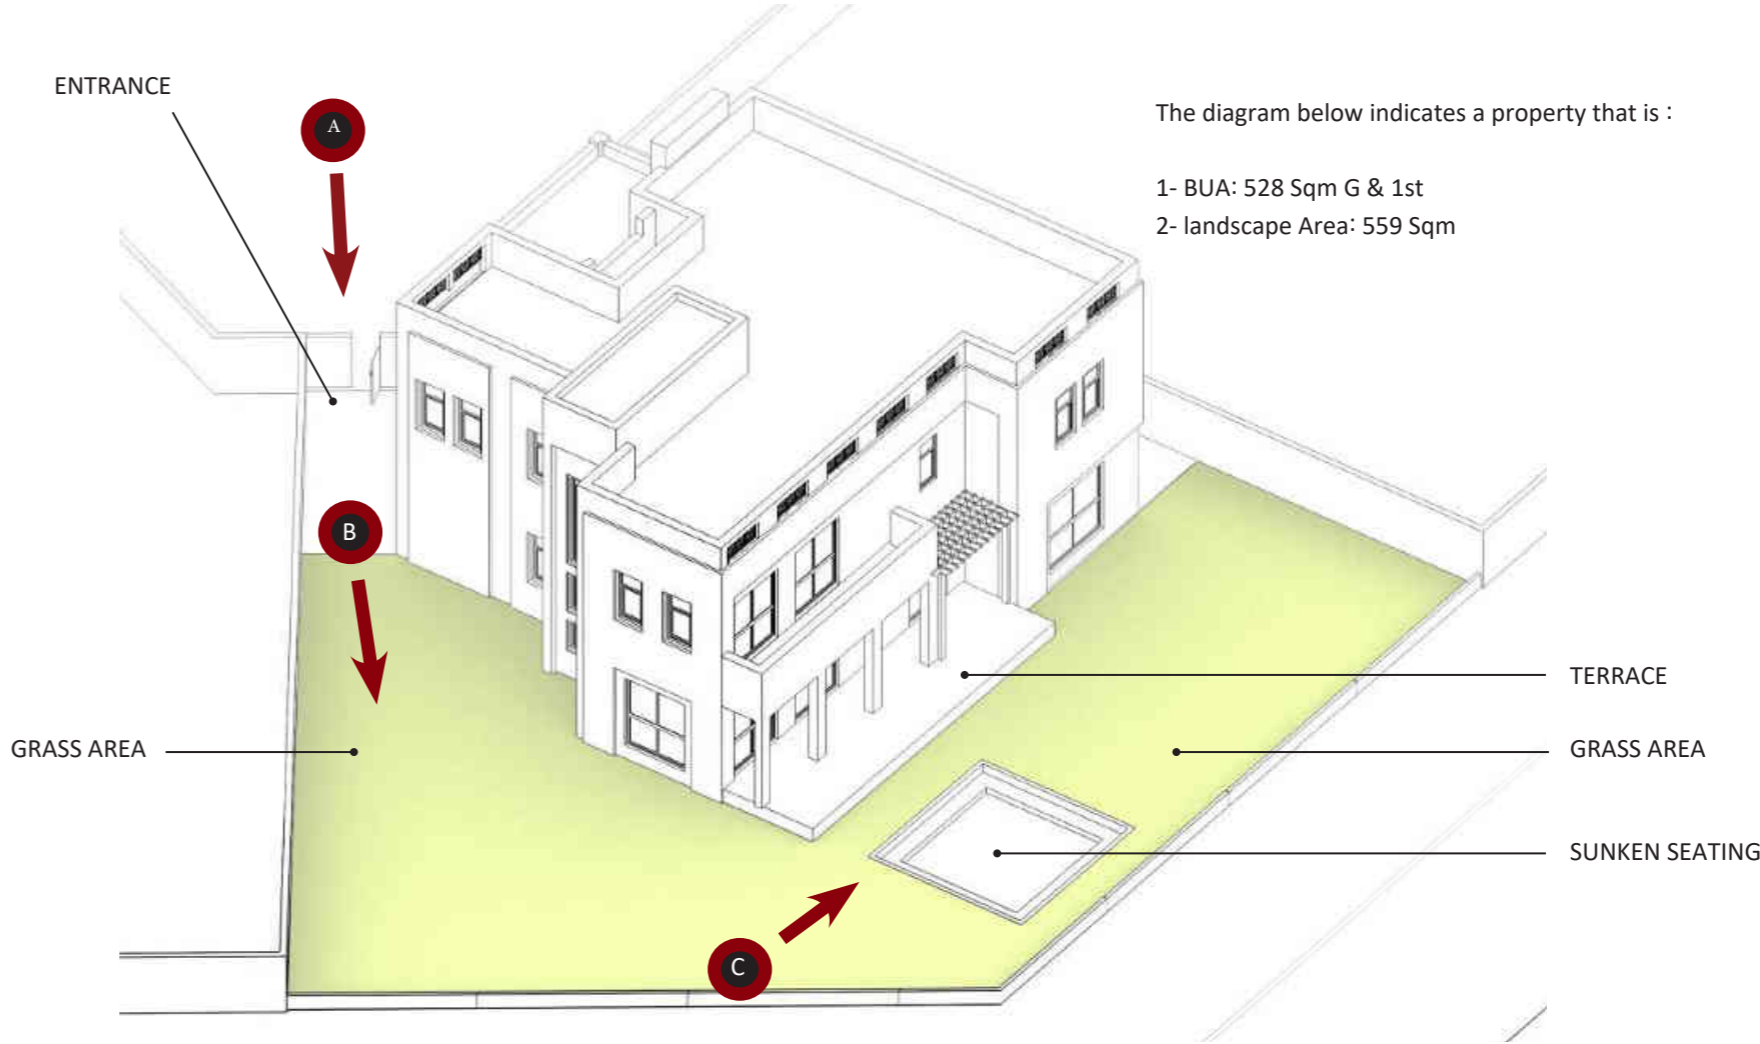 ENTRANCE
A
The diagram below indicates a property that is :
1- BUA: 528 Sqm G & 1st
2- landscape Area: 559 Sqm
B
TERRACE
GRASS AREA
GRASS AREA
SUNKEN SEATING
C